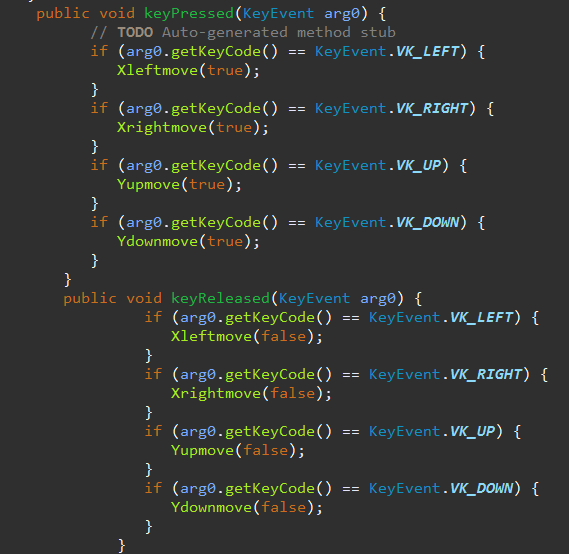 public void keyPressed(KeyEvent arg0) {
// TODO Auto-generated method stub
if (arg0.getKeyCode() == KeyEvent.VK_LEFT) {
Xleftmove(true);
}
if (arg0.getKeyCode() == KeyEvent.VK_RIGHT) {
Xrightmove(true);
}
if (arg0.getKeyCode() == KeyEvent.VK_UP) {
Yupmove(true);
}
if (arg0.getKeyCode() == KeyEvent.VK_DOWN) {
Ydownmove(true);
}
}
public void keyReleased(KeyEvent arg0) {
if (arg0.getKeyCode() == KeyEvent.VK_LEFT) {
Xleftmove(false);
}
if (arg0.getKeyCode() == KeyEvent.VK_RIGHT) {
Xrightmove(false);
}
if (arg0.getKeyCode() == KeyEvent.VK_UP) {
Yupmove(false);
}
if (arg0.getKeyCode() == KeyEvent.VK_DOWN) {
Ydownmove(false);
}
}